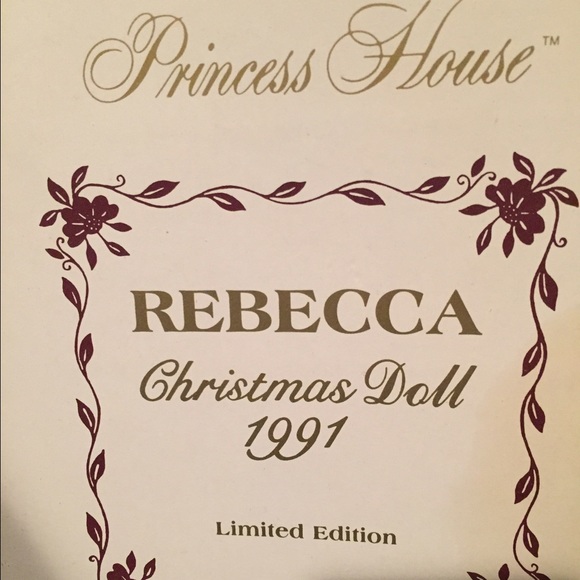 Princess House™
REBECCA
Christmas Doll
1991
Limited Edition